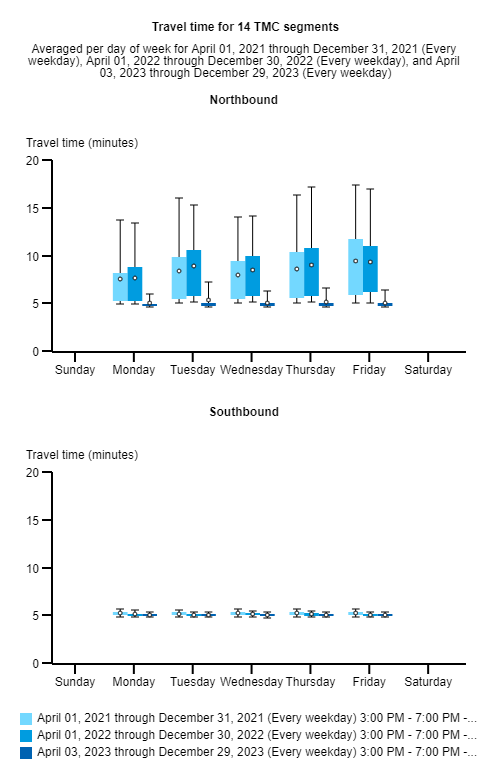 Travel time for 14 TMC segments
Averaged per day of week for April 01, 2021 through December 31, 2021 (Every
weekday), April 01, 2022 through December 30, 2022 (Every weekday), and April
03, 2023 through December 29, 2023 (Every weekday)
Northbound
Travel time (minutes)
20
15
10
5
0
Sunday Monday Tuesday Wednesday Thursday Friday Saturday
Southbound
Travel time (minutes)
20
15
10
5
0
Sunday Monday Tuesday Wednesday Thursday Friday Saturday
April 01, 2021 through December 31, 2021 (Every weekday) 3:00 PM - 7:00 PM -...
April 01, 2022 through December 30, 2022 (Every weekday) 3:00 PM - 7:00 PM -...
April 03, 2023 through December 29, 2023 (Every weekday) 3:00 PM - 7:00 PM -...